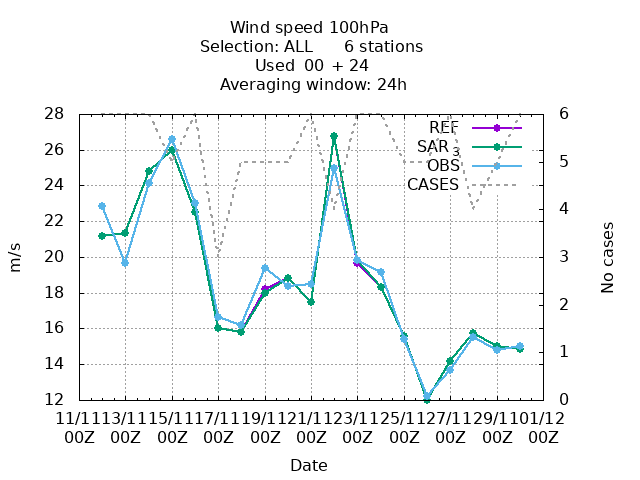 Wind speed 100hPa
Selection: ALL 6 stations
Used 00 + 24
Averaging window: 24h
28 26 24 22 20 18 16 14 12
m/s
REF
SAR 3
OBS
CASES
6 5 4 3 2 1 0
No cases
11/11 13/11 15/11 17/11 19/11 21/11 23/11 25/11 27/11 29/11 01/12
00Z 00Z 00Z 00Z 00Z 00Z 00Z 00Z 00Z 00Z 00Z
Date